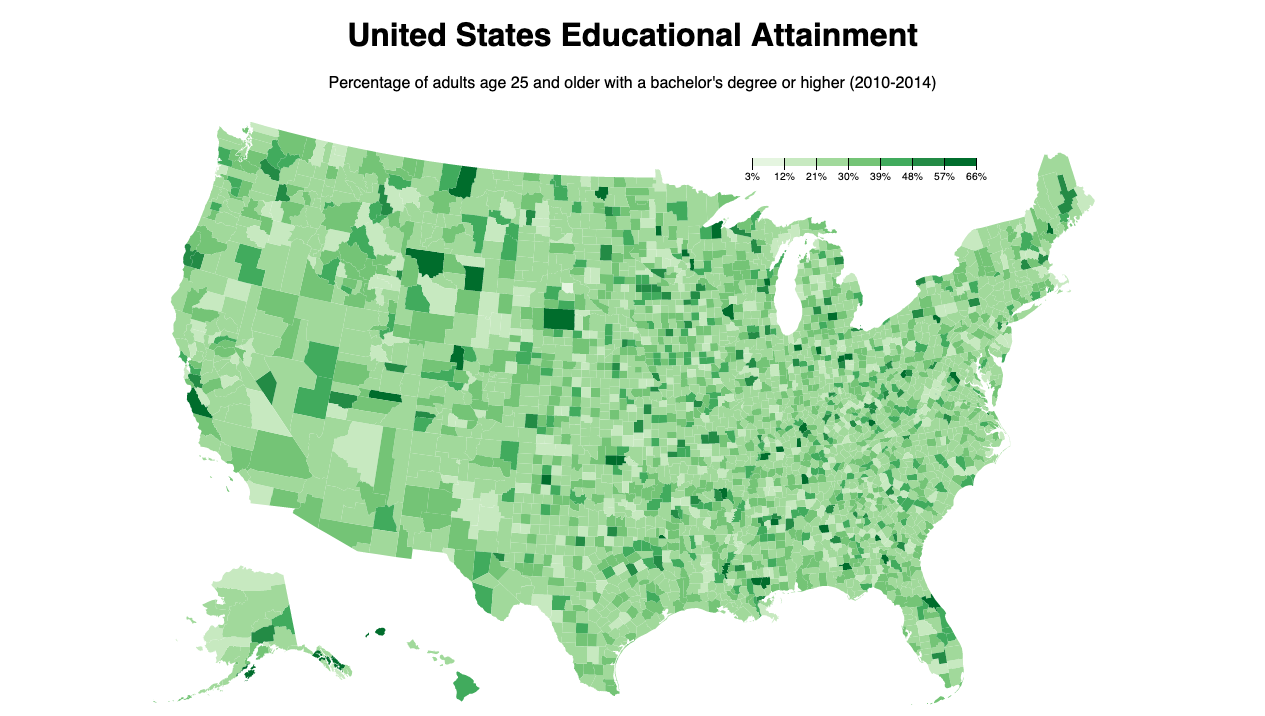 United States Educational Attainment
Percentage of adults age 25 and older with a bachelor's degree or higher (2010-2014)
3% 12% 21% 30% 39% 48% 57% 66%